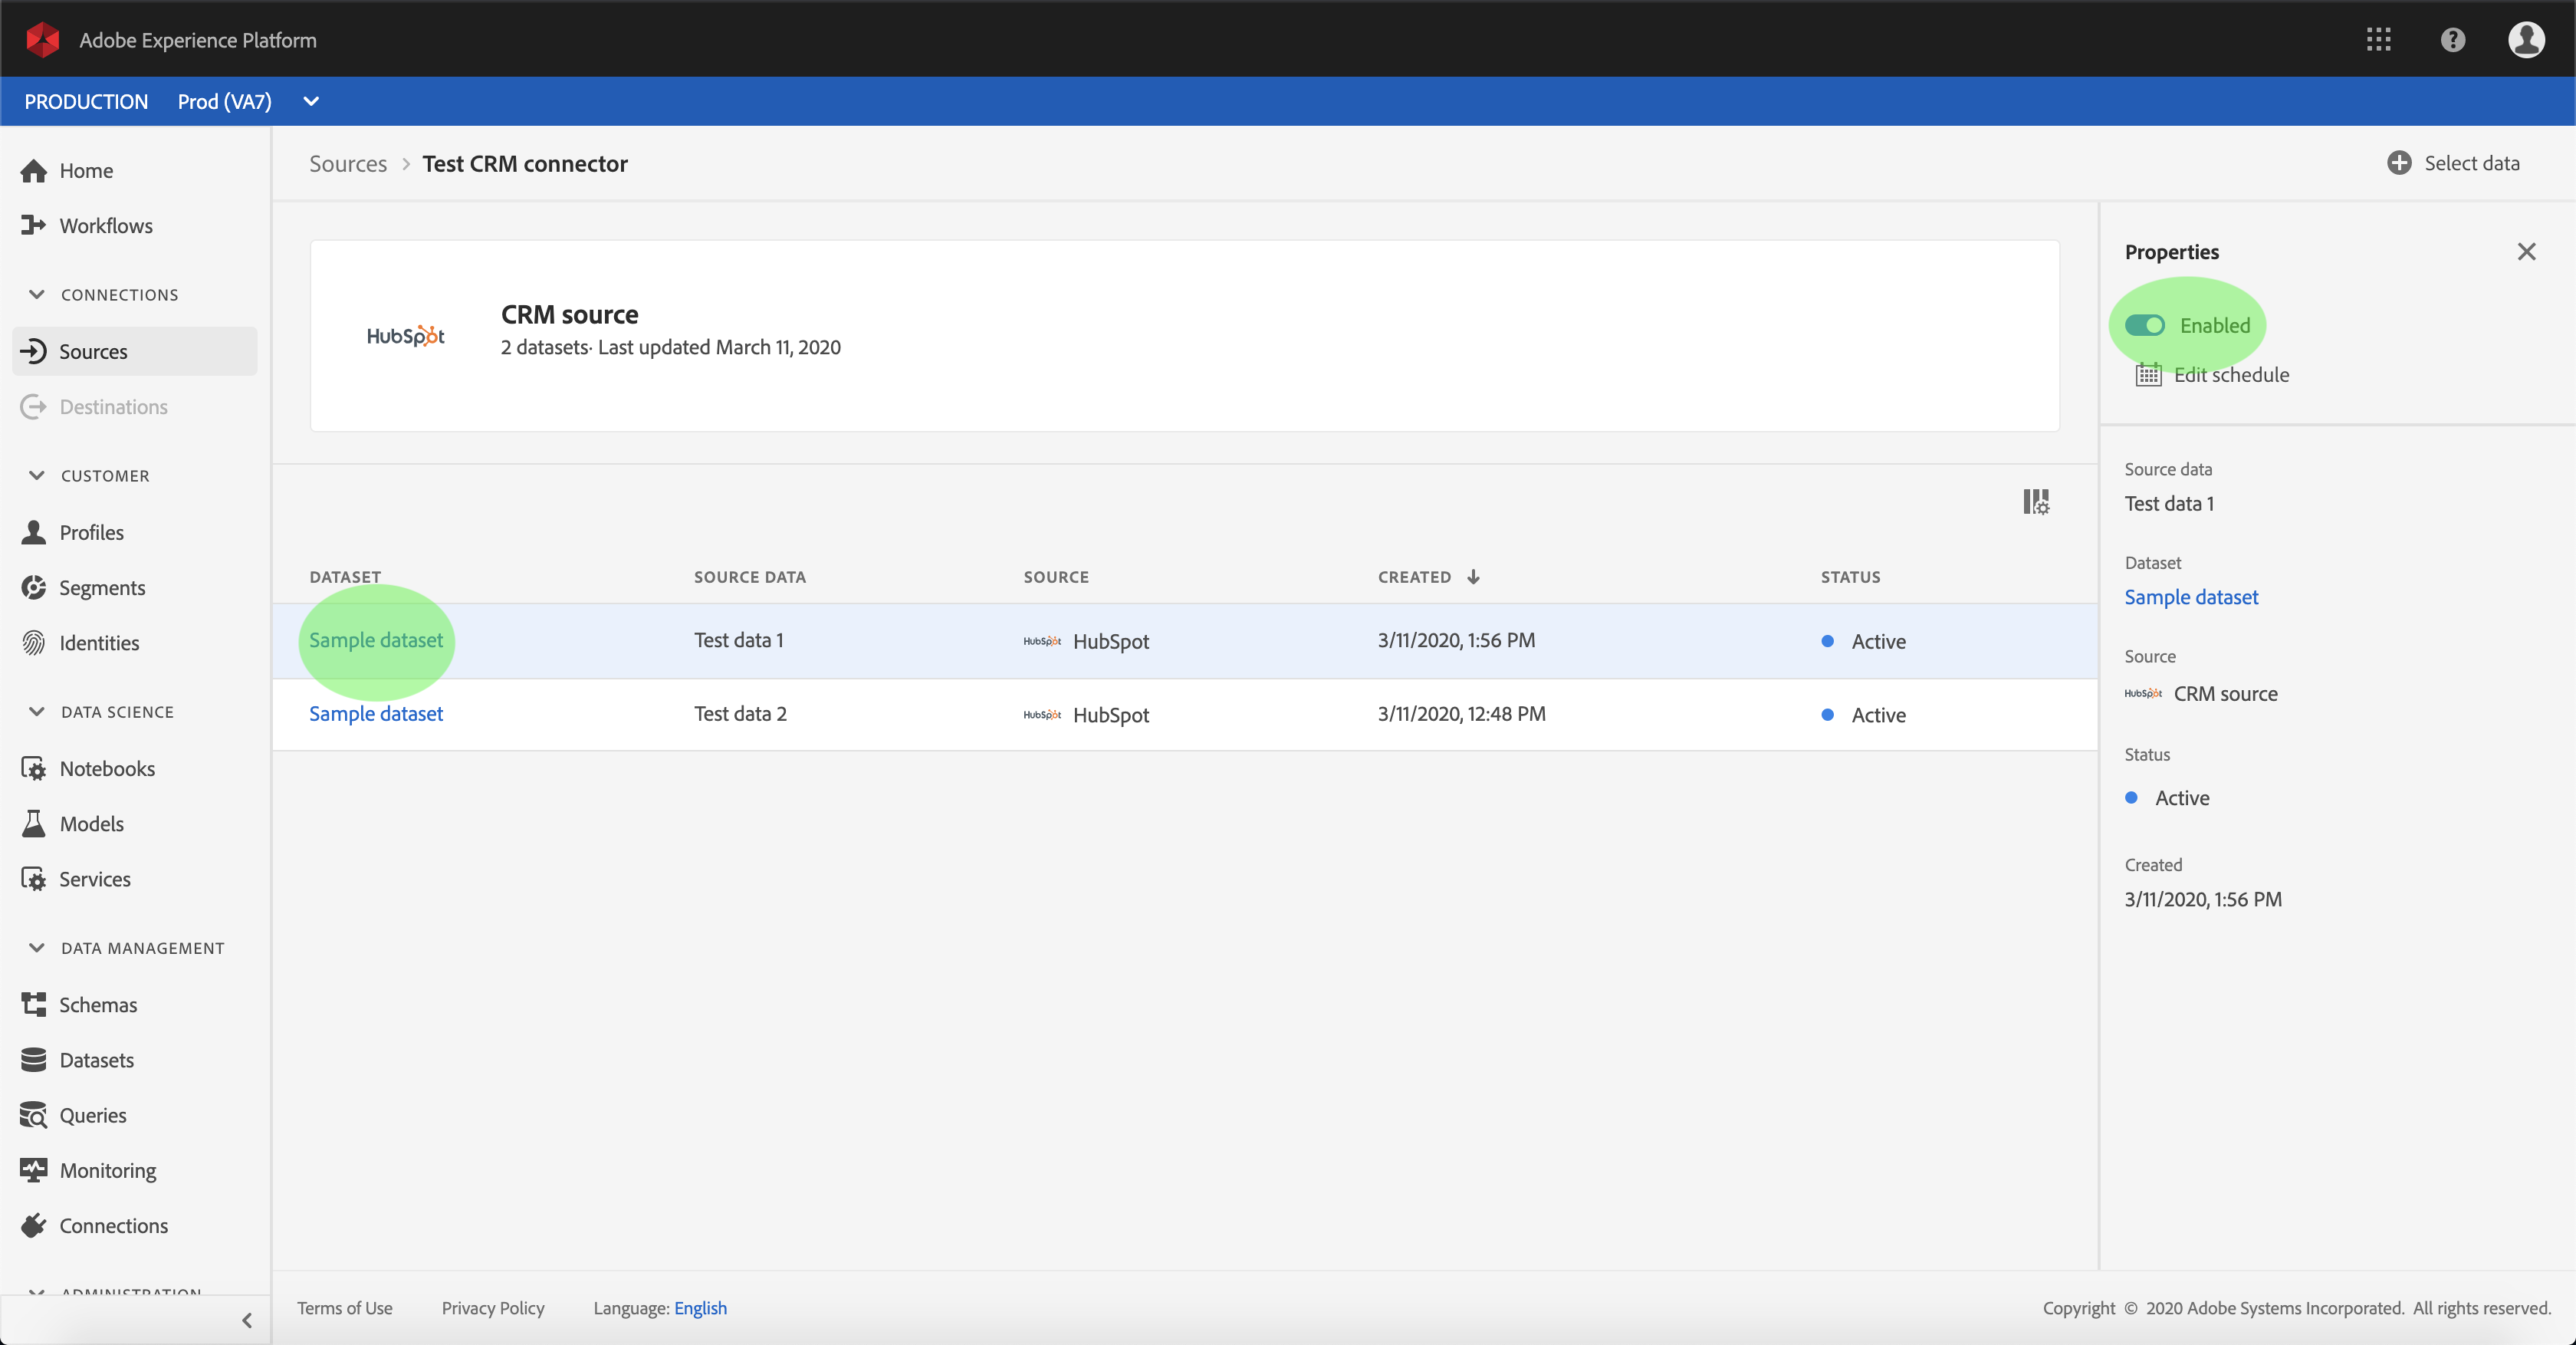 Adobe Experience Platform
PRODUCTION Prod (VA7)
Home
Workflows
CONNECTIONS
Sources
Destinations
CUSTOMER
Profiles
Segments
Identities
DATA SCIENCE
Notebooks
Models
Services
DATA MANAGEMENT
Schemas
Datasets
Queries
Monitoring
Connections
ADMINISTRATION
Sources > Test CRM connector
Select data
HubSpot
CRM source
2 datasets· Last updated March 11, 2020
DATASET SOURCE DATA SOURCE CREATED STATUS
Sample dataset Test data 1 HubSpot HubSpot 3/11/2020, 1:56 PM Active
Sample dataset Test data 2 HubSpot HubSpot 3/11/2020, 12:48 PM Active
Properties
Enabled
Edit schedule
Source data
Test data 1
Dataset
Sample dataset
Source
HubSpot CRM source
Status
Active
Created
3/11/2020, 1:56 PM
Terms of Use Privacy Policy Language: English
Copyright © 2020 Adobe Systems Incorporated. All rights reserved.